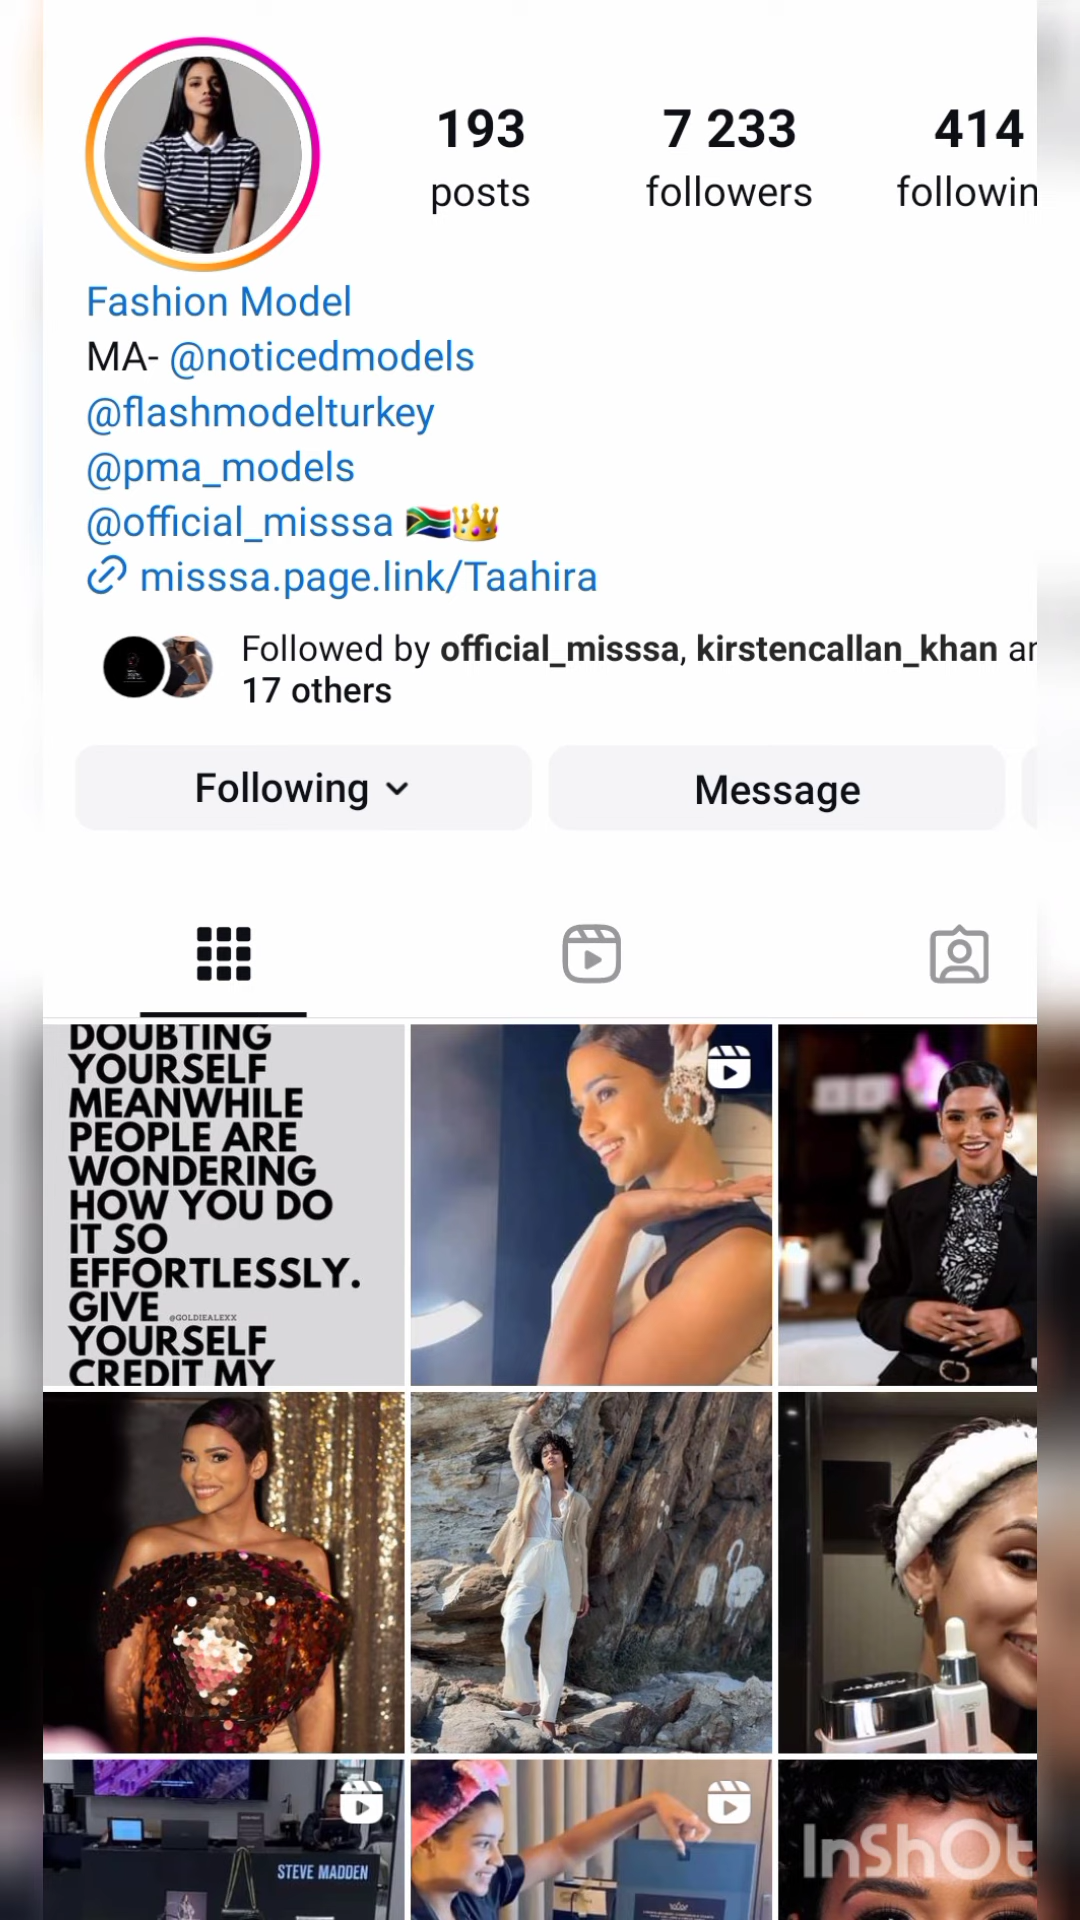 193
posts
7 233
followers
414
followin
Fashion Model
MA- @noticedmodels
@flashmodelturkey
@pma_models
@official_misssa 🇿🇦👑
misssa.page.link/Taahira
Followed by official_misssa, kirstencallan_khan an
17 others
Following
Message
DOUBTING
YOURSELF
MEANWHILE
PEOPLE ARE
WONDERING
HOW YOU DO
IT SO
EFFORTLESSLY.
GIVE @GOLDIEALEXX
YOURSELF
CREDIT MY
STEVE MADDEN
InShOt